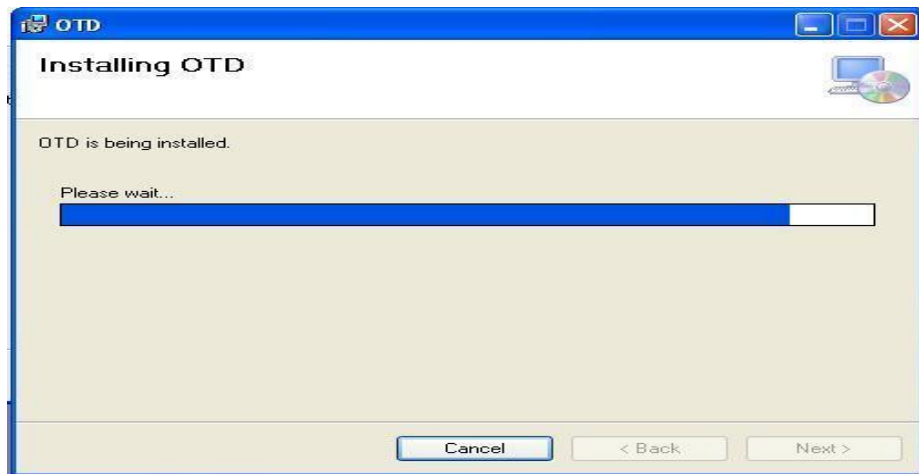 OTD
Installing OTD
OTD is being installed.
Please wait...
Cancel
< Back
Next >